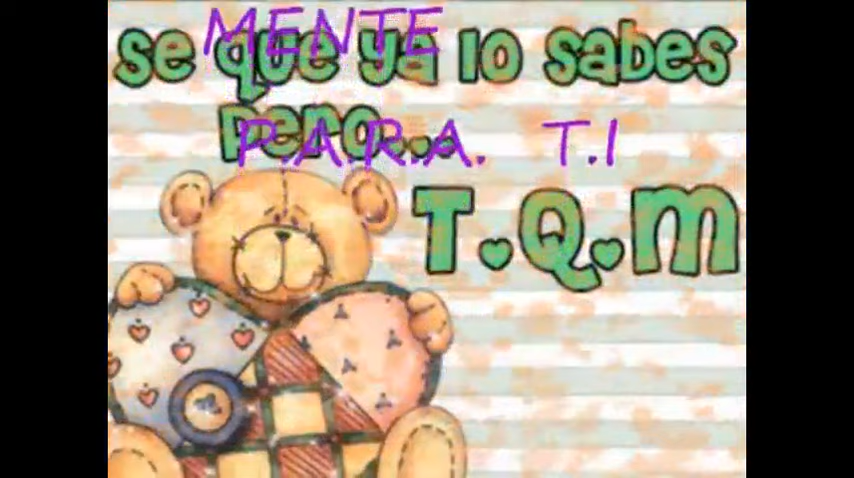 MENTE
se que ya lo sabes
pero...
P.A.R.A. T.I
T.Q.M